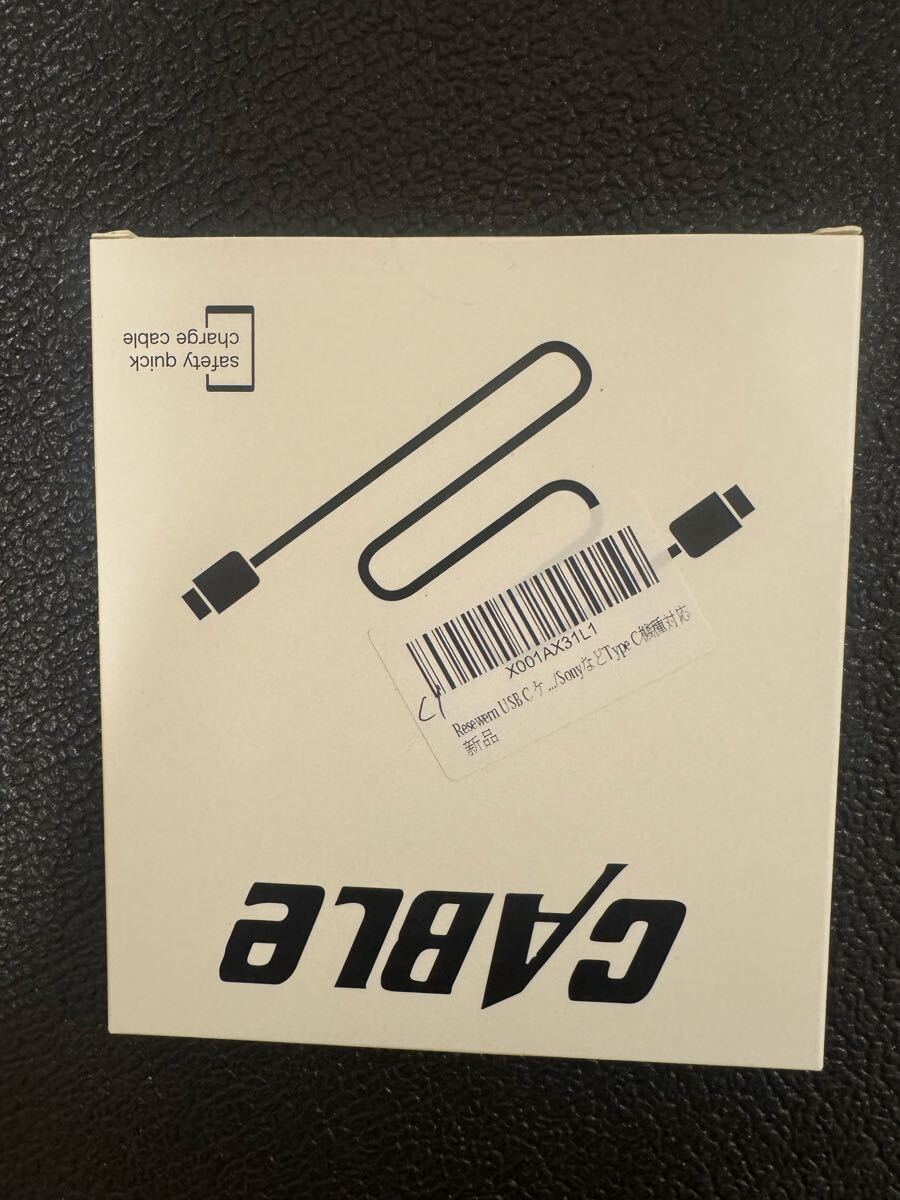 CABLe
X001AX31L1
Resewern USB C ケ .../SonyなどType C機種対応
新品
safety quick
charge cable